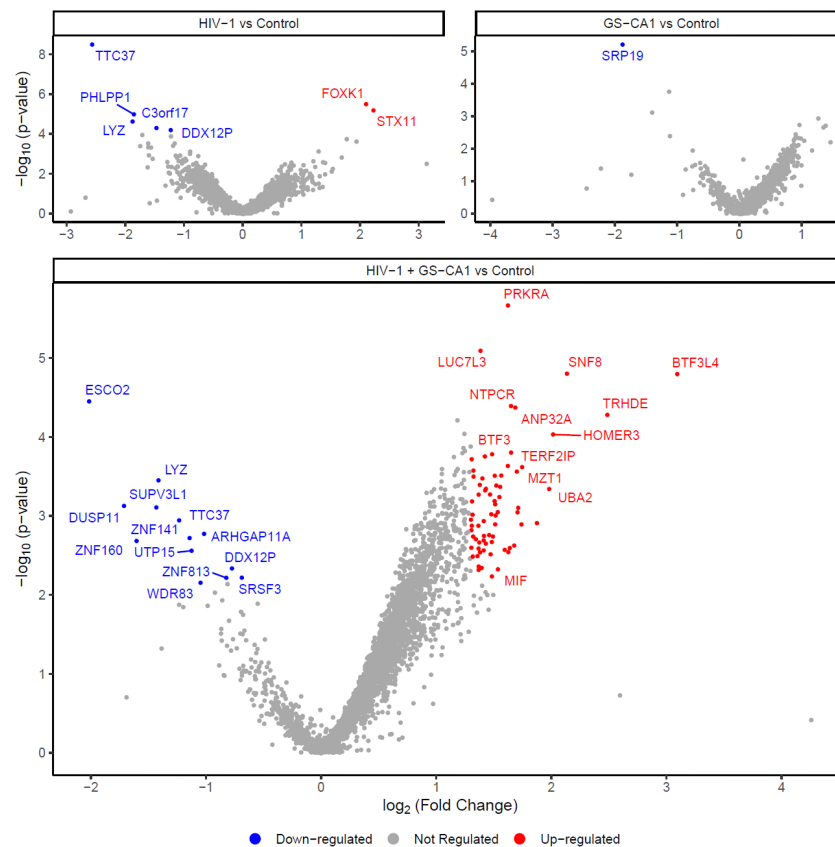 HIV−1 vs Control
GS−CA1 vs Control
8
6
4
2
0
−log10 (p−value)
TTC37
PHLPP1
C3orf17
LYZ
DDX12P
FOXK1
STX11
−3 −2 −1 0 1 2 3
5
4
3
2
1
0
SRP19
−4 −3 −2 −1 0 1
HIV−1 + GS−CA1 vs Control
5
4
3
2
1
0
−log10 (p−value)
PRKRA
LUC7L3
SNF8
BTF3L4
ESCO2
NTPCR
TRHDE
ANP32A
HOMER3
BTF3
TERF2IP
LYZ
MZT1
SUPV3L1
UBA2
DUSP11
TTC37
ZNF141
ARHGAP11A
ZNF160
UTP15
DDX12P
ZNF813
MIF
WDR83
SRSF3
−2 −1 0 1 2 3 4
log2 (Fold Change)
Down−regulated Not Regulated Up−regulated